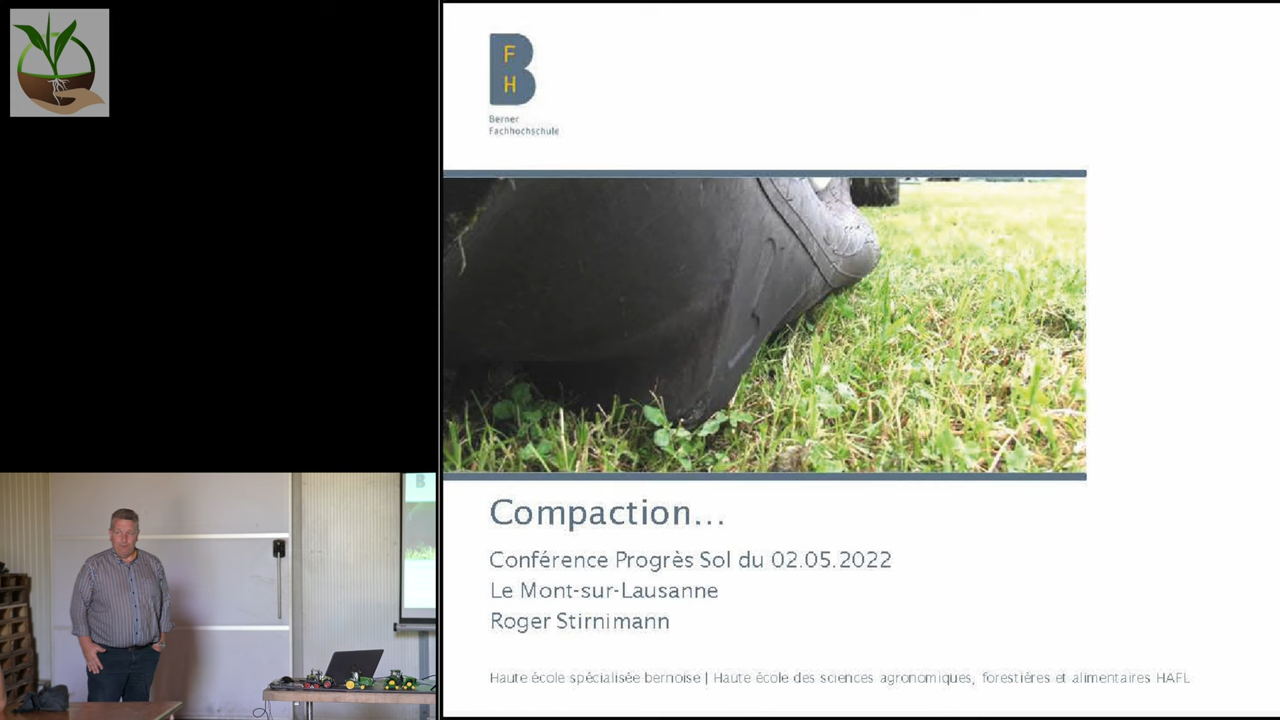 F
H
Berner
Fachhochschule
Compaction...
Conférence Progrès Sol du 02.05.2022
Le Mont-sur-Lausanne
Roger Stirnimann
Haute école spécialisée bernoise | Haute école des sciences agronomiques, forestières et alimentaires HAFL